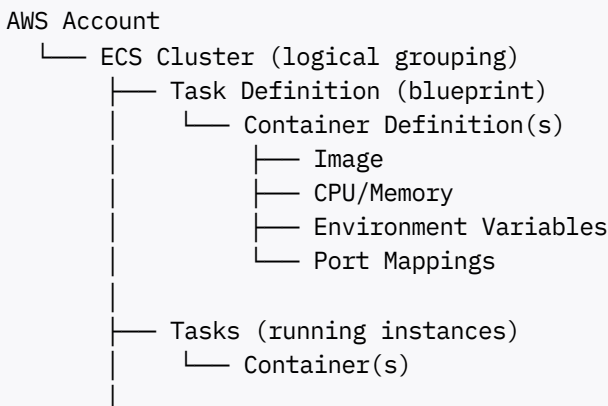 AWS Account
└── ECS Cluster (logical grouping)
├── Task Definition (blueprint)
│ └── Container Definition(s)
│ ├── Image
│ ├── CPU/Memory
│ ├── Environment Variables
│ └── Port Mappings
│
├── Tasks (running instances)
│ └── Container(s)
│